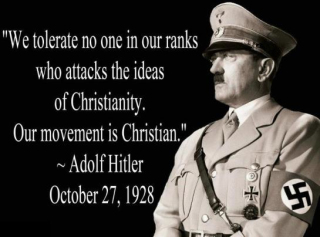 "We tolerate no one in our ranks
who attacks the ideas
of Christianity.
Our movement is Christian."
~ Adolf Hitler
October 27, 1928